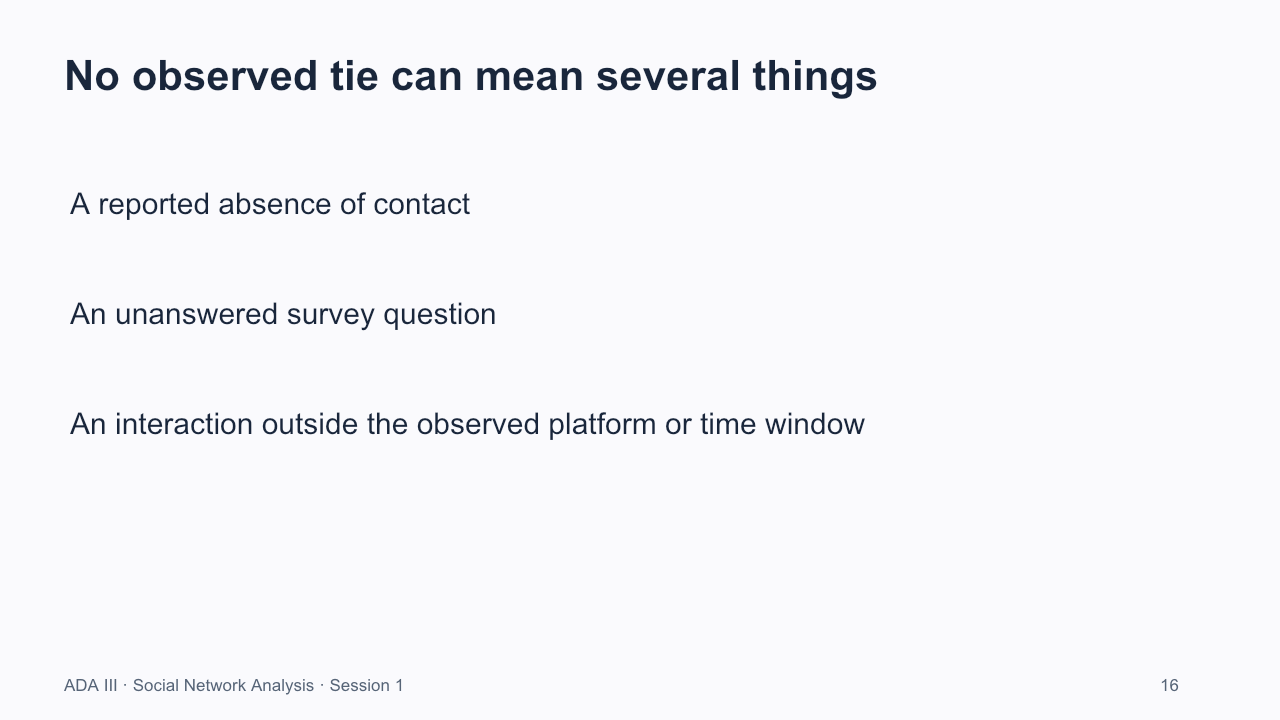 No observed tie can mean several things
A reported absence of contact
An unanswered survey question
An interaction outside the observed platform or time window
ADA III · Social Network Analysis · Session 1
16